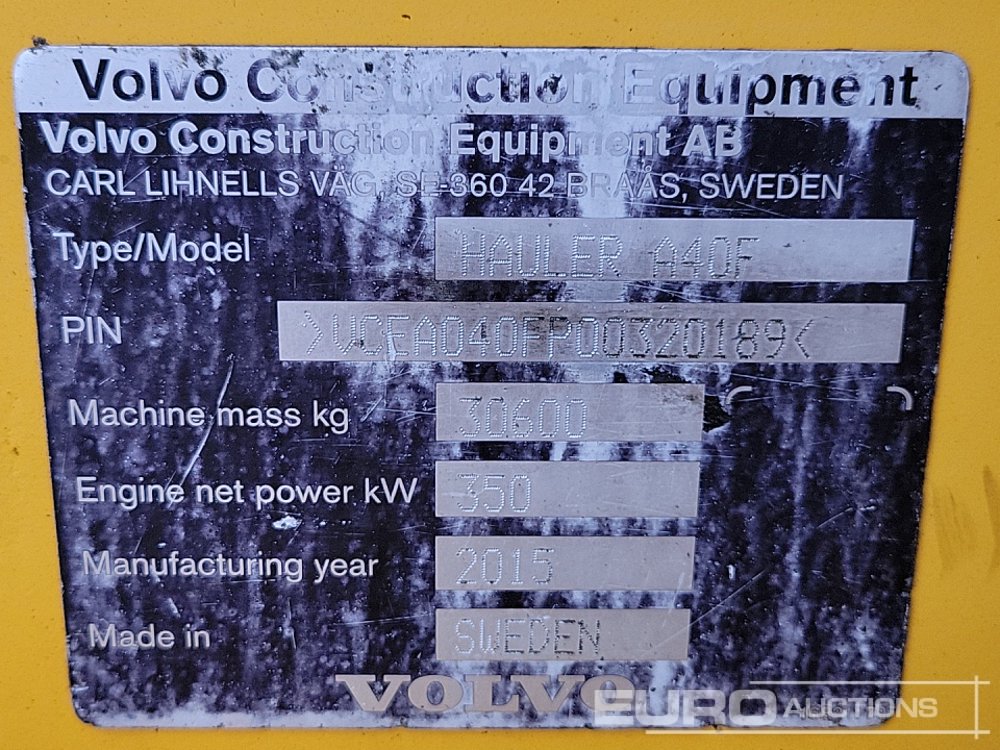 Volvo Construction Equipment
Volvo Construction Equipment AB
CARL LIHNELLS VÄG, SE-360 42 BRAÅS, SWEDEN
Type/Model HAULER A40F
PIN >VCEA040FP00320189<
Machine mass kg 30600
Engine net power kW 350
Manufacturing year 2015
Made in SWEDEN
VOLVO
EURO AUCTIONS